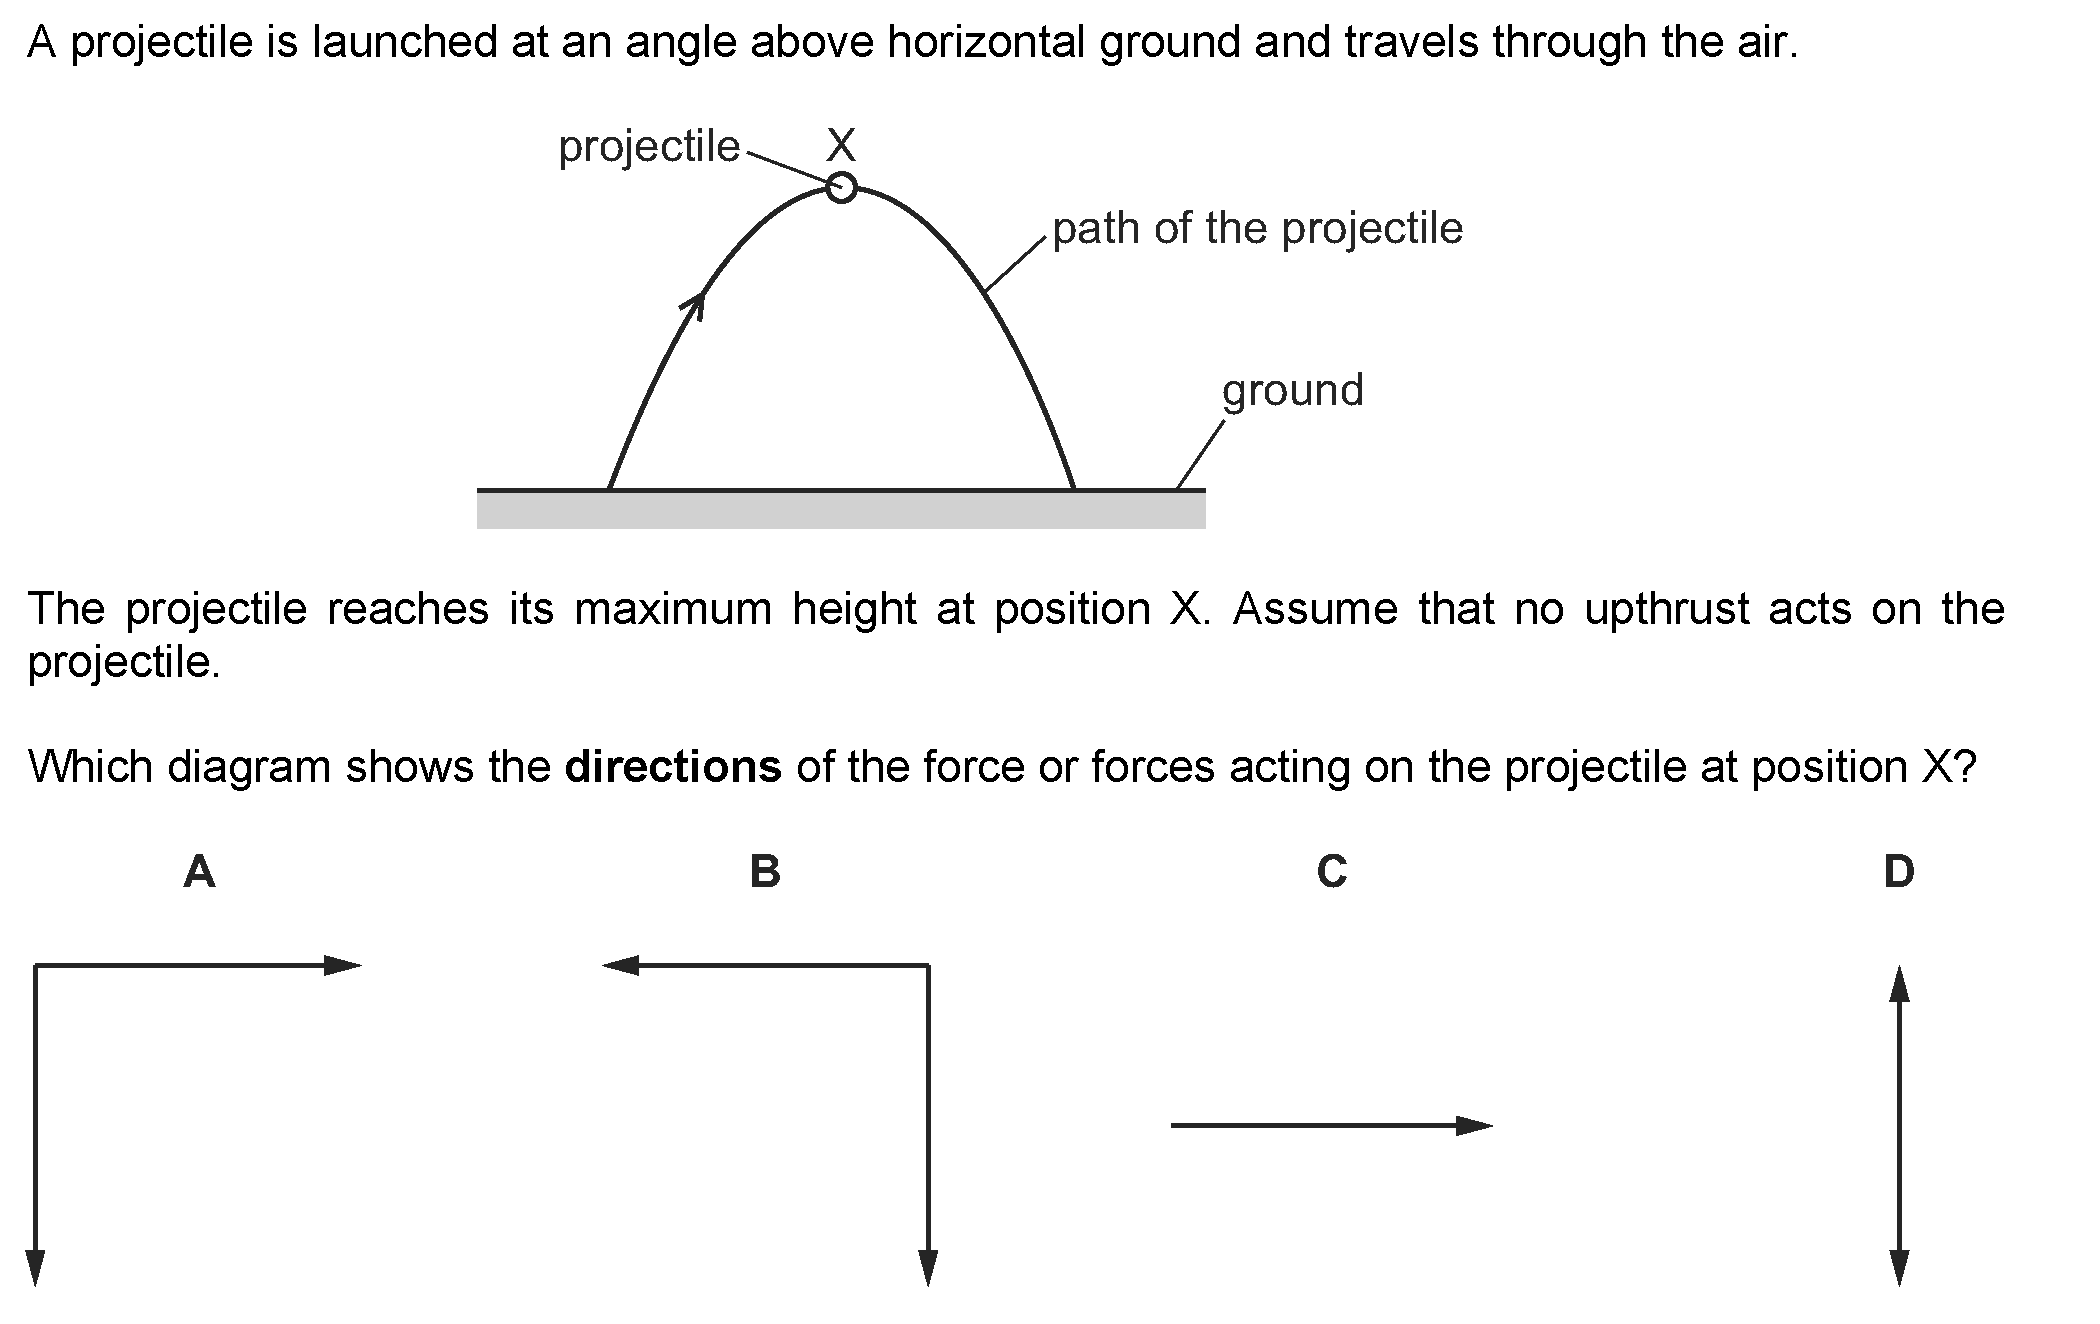 A projectile is launched at an angle above horizontal ground and travels through the air.
projectile
X
path of the projectile
ground
The projectile reaches its maximum height at position X. Assume that no upthrust acts on the
projectile.
Which diagram shows the directions of the force or forces acting on the projectile at position X?
A B C D